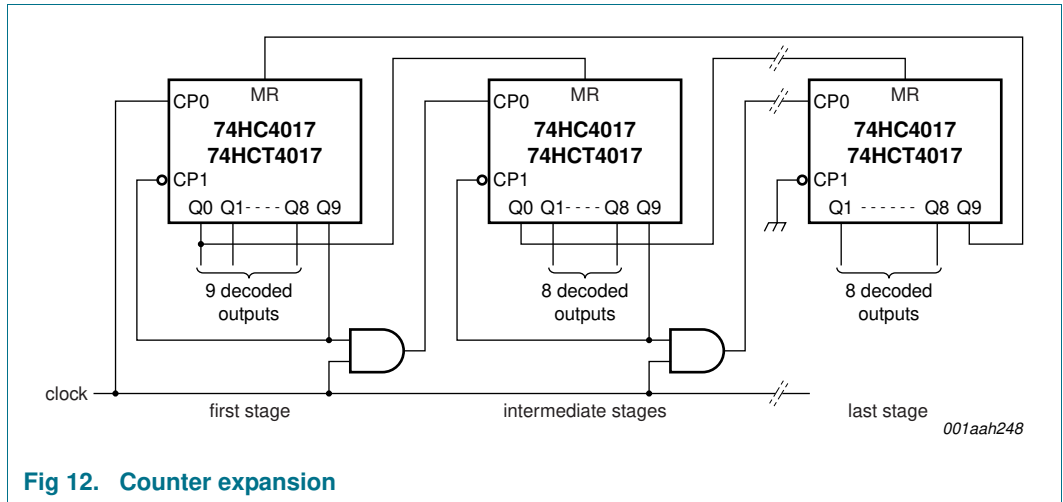 MR MR MR
CP0 CP0 CP0
74HC4017 74HC4017 74HC4017
74HCT4017 74HCT4017 74HCT4017
CP1 CP1 CP1
Q0 Q1 - - - - Q8 Q9 Q0 Q1 - - - - Q8 Q9 Q1 - - - - - - Q8 Q9
9 decoded 8 decoded 8 decoded
outputs outputs outputs
clock
first stage intermediate stages last stage
001aah248
Fig 12. Counter expansion